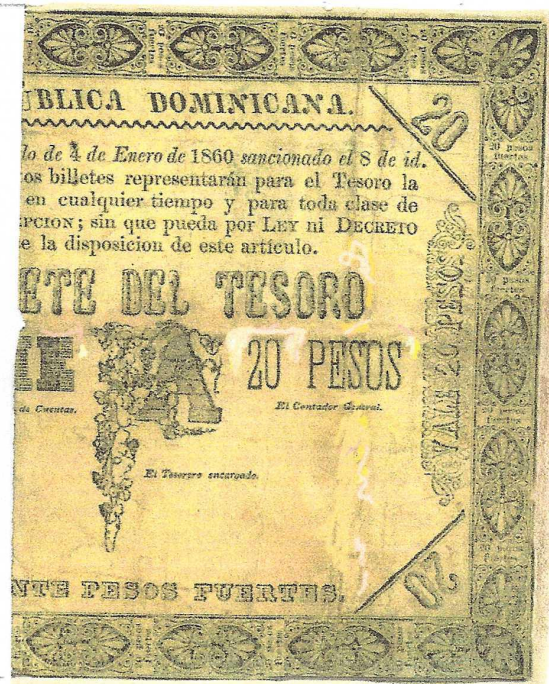 UBLICA DOMINICANA.
lo de 4 de Enero de 1860 sancionado el 8 de id.
os billetes representarán para el Tesoro la
en cualquier tiempo y para toda clase de
PCION; sin que pueda por LEY ni DECRETO
e la disposicion de este artículo.
ETE DEL TESORO
LE A 20 PESOS
de Cuentas.
El Contador General.
El Tesorero encargado.
NTE PESOS FUERTES.
20
VALE 20 PESOS
20
20 pesos
fuertes